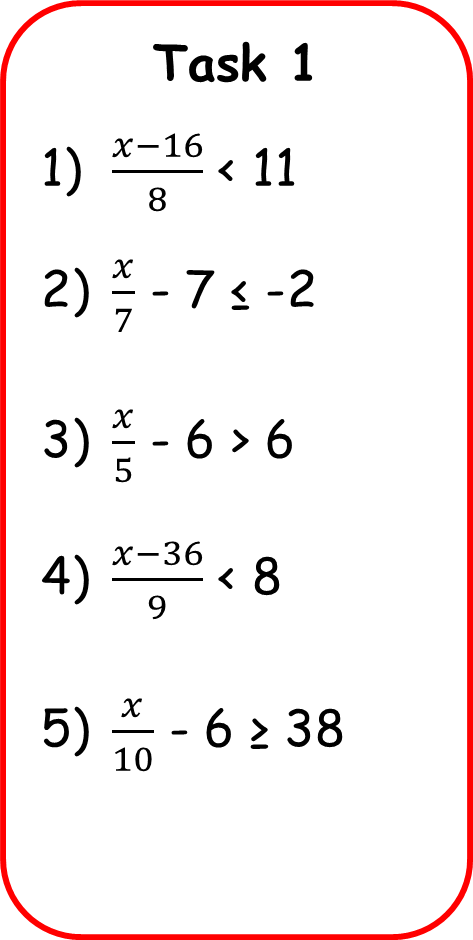 Task 1
1) x−16/8 < 11
2) x/7 - 7 ≤ -2
3) x/5 - 6 > 6
4) x−36/9 < 8
5) x/10 - 6 ≥ 38